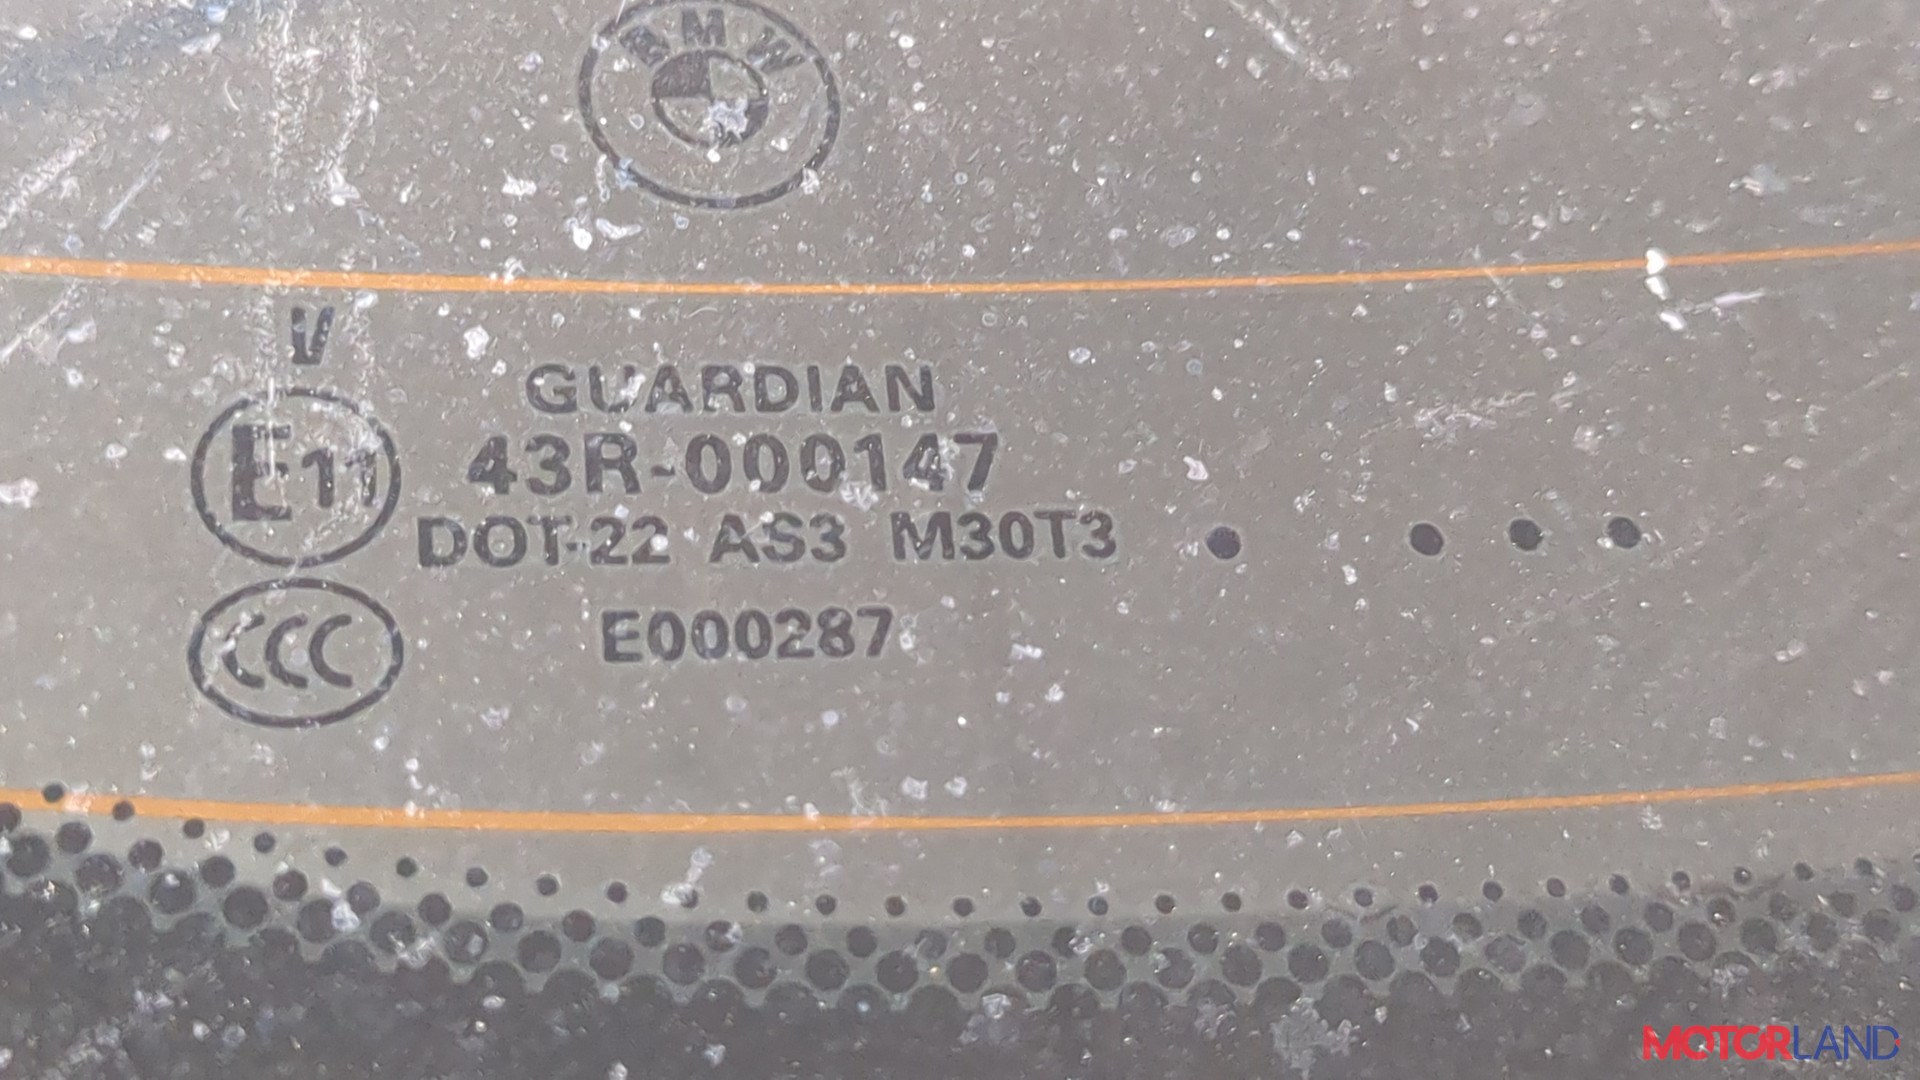 BMW
V
GUARDIAN
E11
43R-000147
DOT-22 AS3 M30T3
CCC
E000287
MOTORLAND